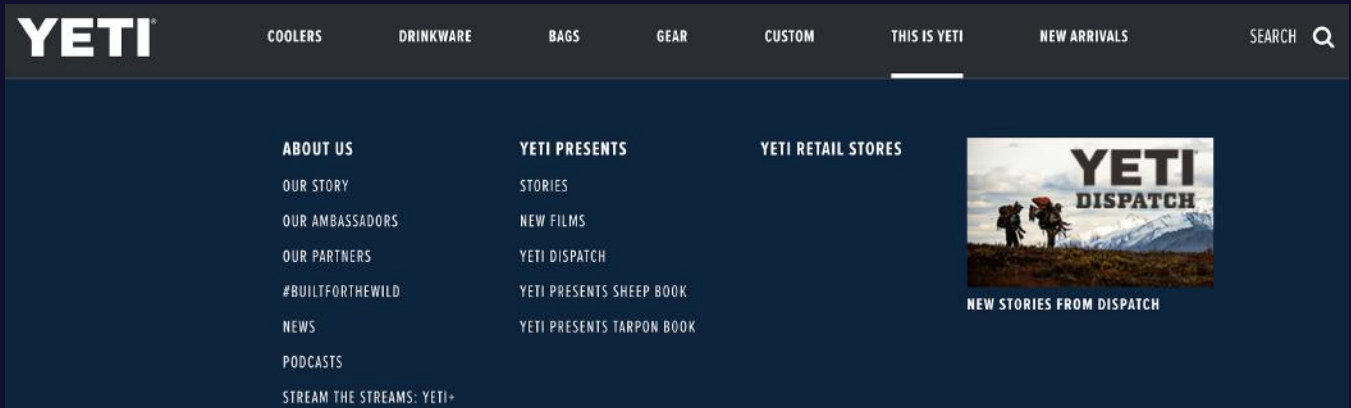 YETI
COOLERS DRINKWARE BAGS GEAR CUSTOM THIS IS YETI NEW ARRIVALS SEARCH
ABOUT US
OUR STORY
OUR AMBASSADORS
OUR PARTNERS
#BUILTFORTHEWILD
NEWS
PODCASTS
STREAM THE STREAMS: YETI+
YETI PRESENTS
STORIES
NEW FILMS
YETI DISPATCH
YETI PRESENTS SHEEP BOOK
YETI PRESENTS TARPON BOOK
YETI RETAIL STORES
YETI
DISPATCH
NEW STORIES FROM DISPATCH